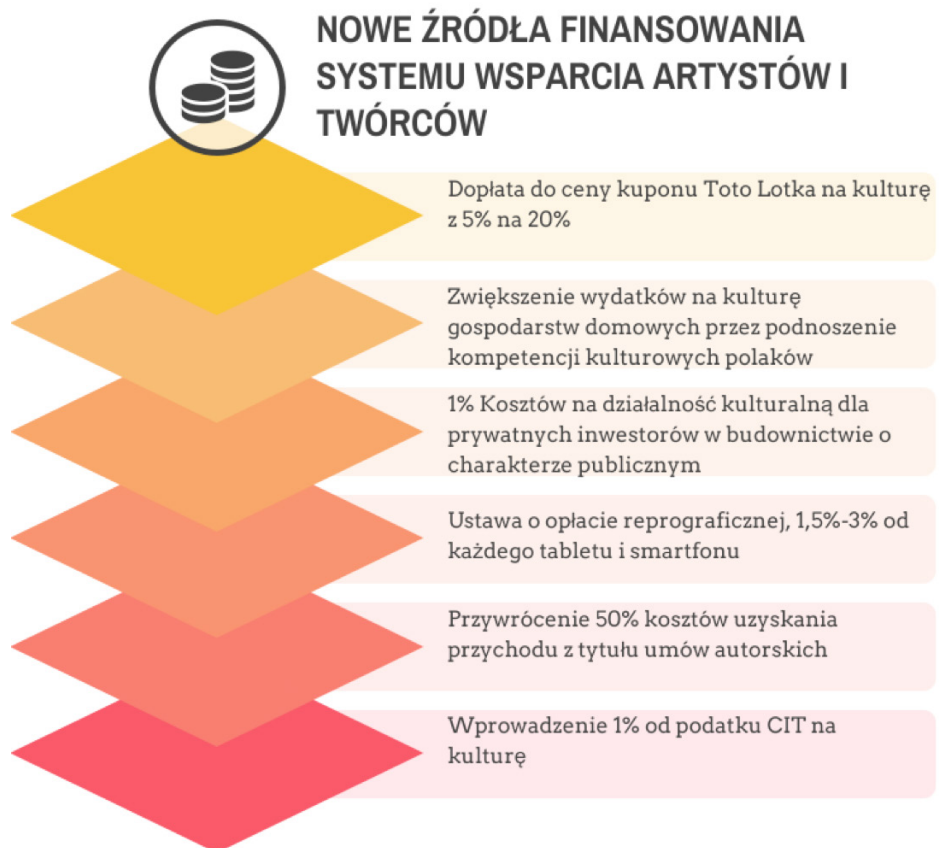 NOWE ŹRÓDŁA FINANSOWANIA
SYSTEMU WSPARCIA ARTYSTÓW I
TWÓRCÓW
Dopłata do ceny kuponu Toto Lotka na kulturę
z 5% na 20%
Zwiększenie wydatków na kulturę
gospodarstw domowych przez podnoszenie
kompetencji kulturowych polaków
1% Kosztów na działalność kulturalną dla
prywatnych inwestorów w budownictwie o
charakterze publicznym
Ustawa o opłacie reprograficznej, 1,5%-3% od
każdego tabletu i smartfonu
Przywrócenie 50% kosztów uzyskania
przychodu z tytułu umów autorskich
Wprowadzenie 1% od podatku CIT na
kulturę